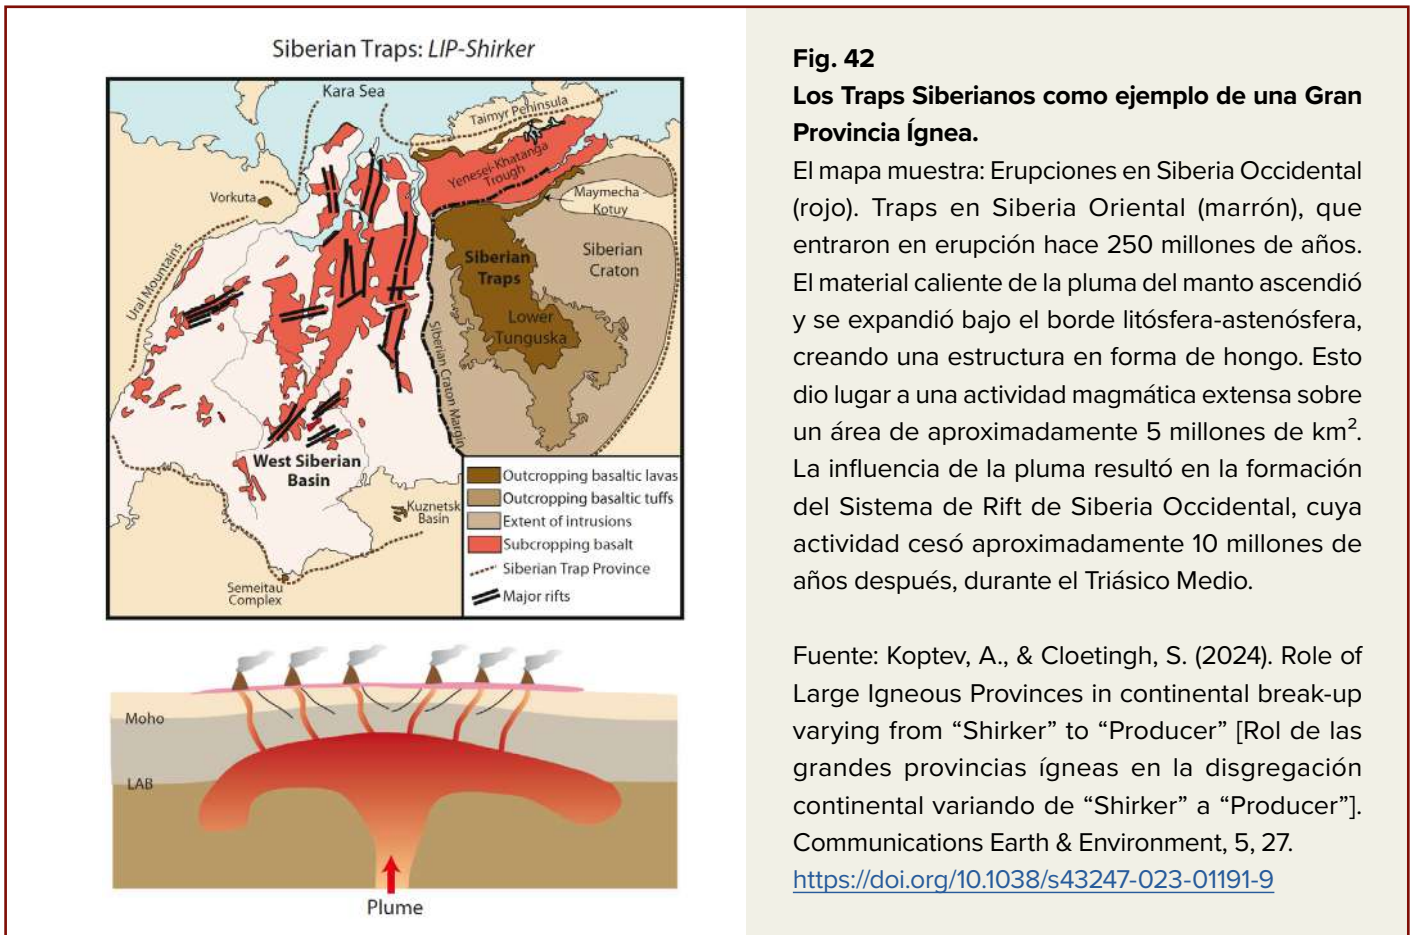 Siberian Traps: LIP-Shirker
Kara Sea
Taimyr Peninsula
Yenesel-Khatanga
Trough
Vorkuta
Maymecha -
Kotuy
Ural Mountains
Siberian
Traps
Siberian
Craton
Lower
Tunguska
Siberian Craton Margin
West Siberian
Basin
Kuznetsk
Basin
Semeitau
Complex
Outcropping basaltic lavas
Outcropping basaltic tuffs
Extent of intrusions
Subcropping basalt
Siberian Trap Province
Major rifts
Moho
LAB
Plume
Fig. 42
Los Traps Siberianos como ejemplo de una Gran
Provincia Ígnea.
El mapa muestra: Erupciones en Siberia Occidental
(rojo). Traps en Siberia Oriental (marrón), que
entraron en erupción hace 250 millones de años.
El material caliente de la pluma del manto ascendió
y se expandió bajo el borde litósfera-astenósfera,
creando una estructura en forma de hongo. Esto
dio lugar a una actividad magmática extensa sobre
un área de aproximadamente 5 millones de km².
La influencia de la pluma resultó en la formación
del Sistema de Rift de Siberia Occidental, cuya
actividad cesó aproximadamente 10 millones de
años después, durante el Triásico Medio.
Fuente: Koptev, A., & Cloetingh, S. (2024). Role of
Large Igneous Provinces in continental break-up
varying from “Shirker” to “Producer” [Rol de las
grandes provincias ígneas en la disgregación
continental variando de “Shirker” a “Producer”].
Communications Earth & Environment, 5, 27.
https://doi.org/10.1038/s43247-023-01191-9